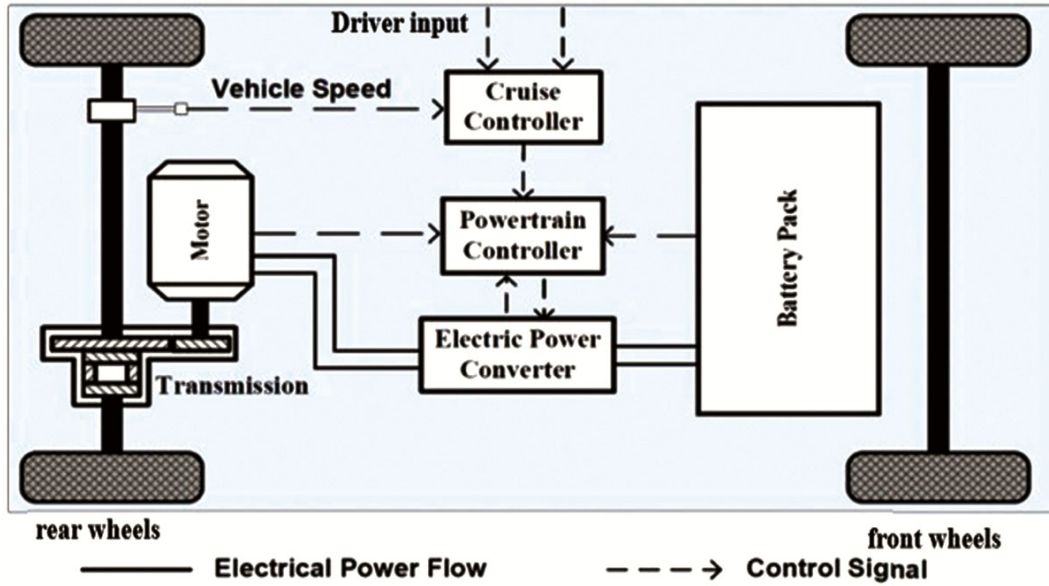 Driver input
Vehicle Speed
Cruise
Controller
Motor
Powertrain
Controller
Battery Pack
Electric Power
Converter
Transmission
rear wheels
front wheels
Electrical Power Flow
Control Signal